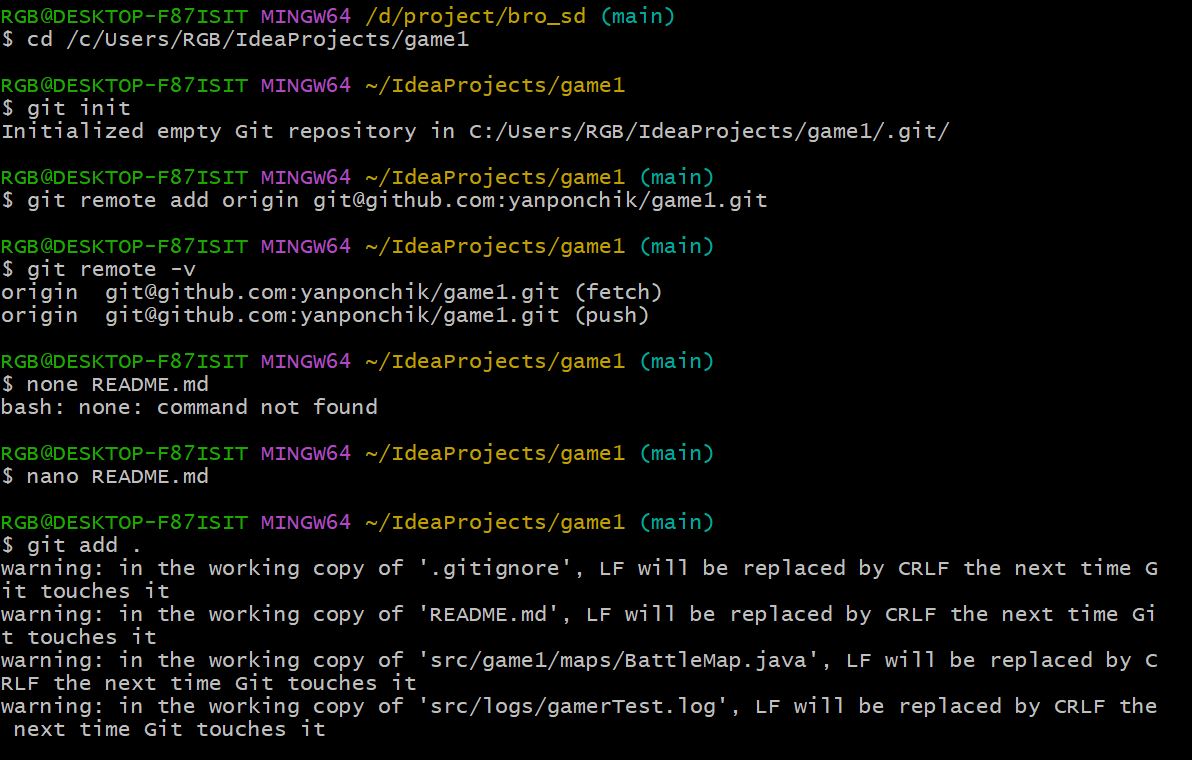 RGB@DESKTOP-F87ISIT MINGW64 /d/project/bro_sd (main)
$ cd /c/Users/RGB/IdeaProjects/game1
RGB@DESKTOP-F87ISIT MINGW64 ~/IdeaProjects/game1
$ git init
Initialized empty Git repository in C:/Users/RGB/IdeaProjects/game1/.git/
RGB@DESKTOP-F87ISIT MINGW64 ~/IdeaProjects/game1 (main)
$ git remote add origin git@github.com:yanponchik/game1.git
RGB@DESKTOP-F87ISIT MINGW64 ~/IdeaProjects/game1 (main)
$ git remote -v
origin  git@github.com:yanponchik/game1.git (fetch)
origin  git@github.com:yanponchik/game1.git (push)
RGB@DESKTOP-F87ISIT MINGW64 ~/IdeaProjects/game1 (main)
$ none README.md
bash: none: command not found
RGB@DESKTOP-F87ISIT MINGW64 ~/IdeaProjects/game1 (main)
$ nano README.md
RGB@DESKTOP-F87ISIT MINGW64 ~/IdeaProjects/game1 (main)
$ git add .
warning: in the working copy of '.gitignore', LF will be replaced by CRLF the next time G
it touches it
warning: in the working copy of 'README.md', LF will be replaced by CRLF the next time Gi
t touches it
warning: in the working copy of 'src/game1/maps/BattleMap.java', LF will be replaced by C
RLF the next time Git touches it
warning: in the working copy of 'src/logs/gamerTest.log', LF will be replaced by CRLF the
 next time Git touches it